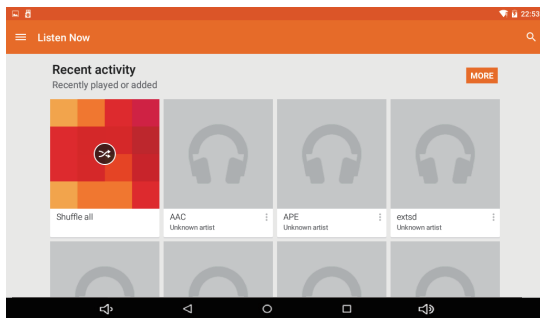 22:53
Listen Now
Recent activity
Recently played or added
MORE
Shuffle all
AAC
Unknown artist
APE
Unknown artist
extsd
Unknown artist